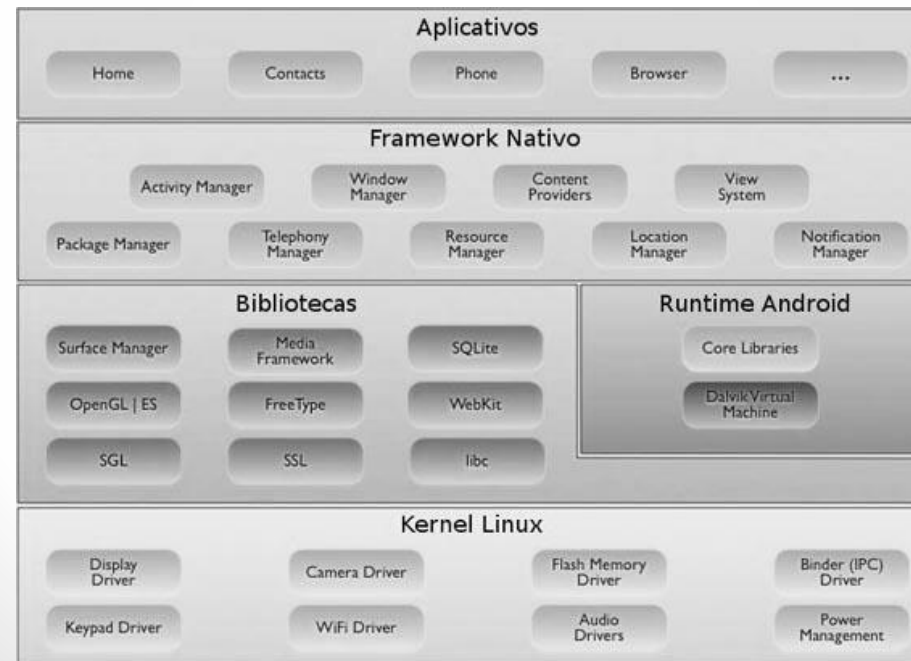 Aplicativos
Home
Contacts
Phone
Browser
...
Framework Nativo
Activity Manager
Window
Manager
Content
Providers
View
System
Package Manager
Telephony
Manager
Resource
Manager
Location
Manager
Notification
Manager
Bibliotecas
Surface Manager
Media
Framework
SQLite
OpenGL | ES
FreeType
WebKit
SGL
SSL
libc
Runtime Android
Core Libraries
Dalvik Virtual
Machine
Kernel Linux
Display
Driver
Camera Driver
Flash Memory
Driver
Binder (IPC)
Driver
Keypad Driver
WiFi Driver
Audio
Drivers
Power
Management